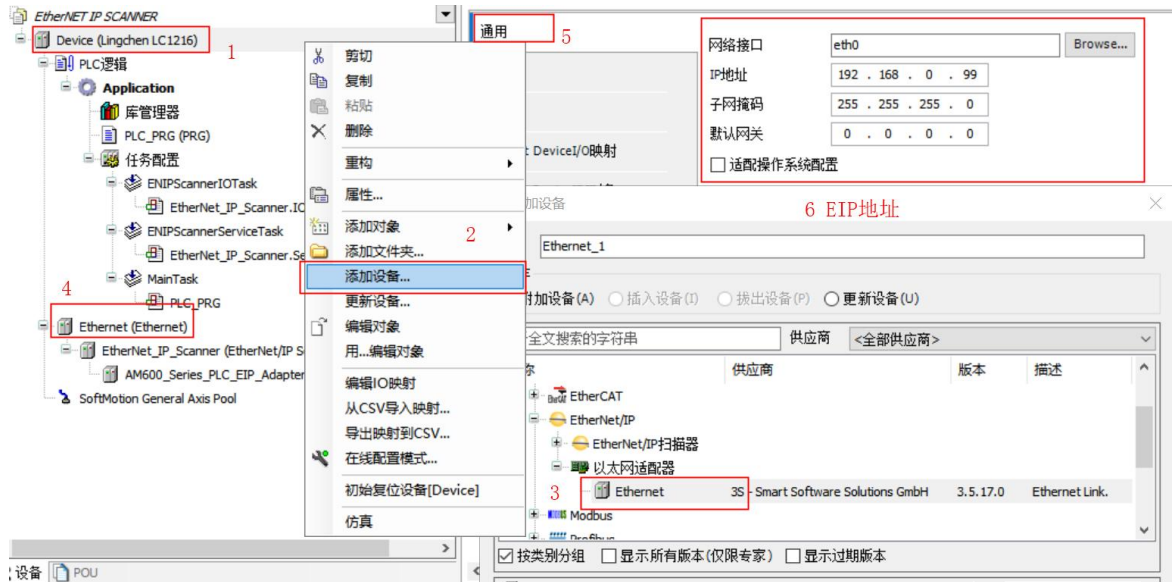 EtherNET IP SCANNER
Device (Lingchen LC1216)
1
PLC逻辑
Application
库管理器
PLC_PRG (PRG)
任务配置
ENIPScannerIOTask
EtherNet_IP_Scanner.IO
ENIPScannerServiceTask
EtherNet_IP_Scanner.Se
MainTask
PLC_PRG
4
Ethernet (Ethernet)
EtherNet_IP_Scanner (EtherNet/IP S
AM600_Series_PLC_EIP_Adapter
SoftMotion General Axis Pool
设备
POU
剪切
复制
粘贴
删除
重构
属性...
添加对象
2
添加文件夹...
添加设备...
更新设备...
编辑对象
用...编辑对象
编辑IO映射
从CSV导入映射...
导出映射到CSV...
在线配置模式...
初始复位设备[Device]
仿真
通用
5
网络接口 eth0 Browse...
IP地址 192 . 168 . 0 . 99
子网掩码 255 . 255 . 255 . 0
默认网关 0 . 0 . 0 . 0
适配操作系统配置
t DeviceI/O映射
加设备
6 EIP地址
Ethernet_1
附加设备(A) 插入设备(I) 拔出设备(P) 更新设备(U)
全文搜索的字符串 供应商 <全部供应商>
供应商 版本 描述
EtherCAT
EtherNet/IP
EtherNet/IP扫描器
以太网适配器
3 Ethernet 3S - Smart Software Solutions GmbH 3.5.17.0 Ethernet Link.
Modbus
Profibus
按类别分组 显示所有版本(仅限专家) 显示过期版本